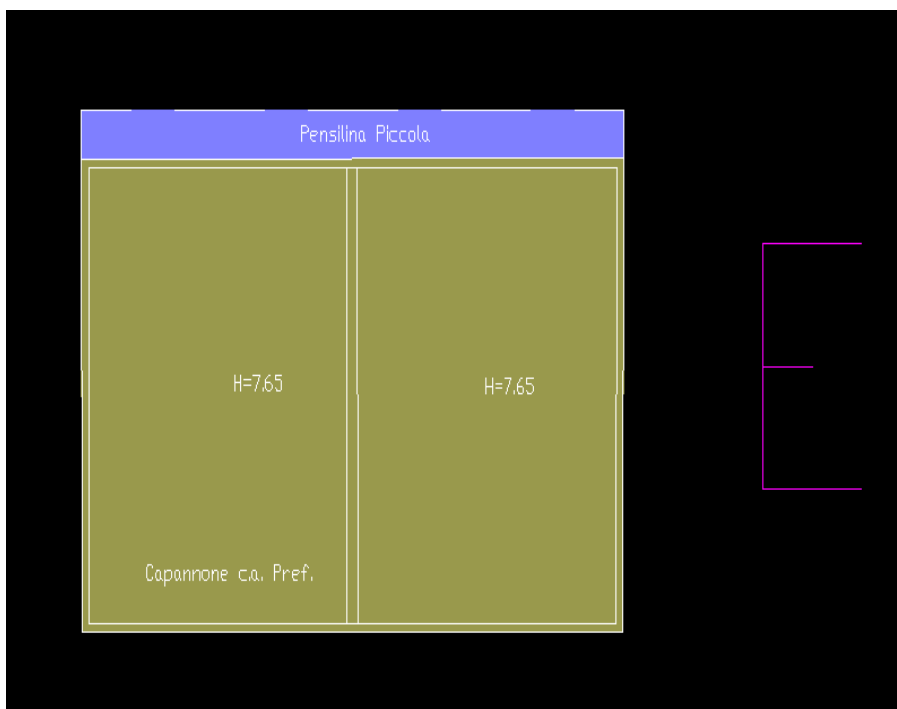 Pensilina Piccola
H=7.65
H=7.65
Capannone c.a. Pref.
E